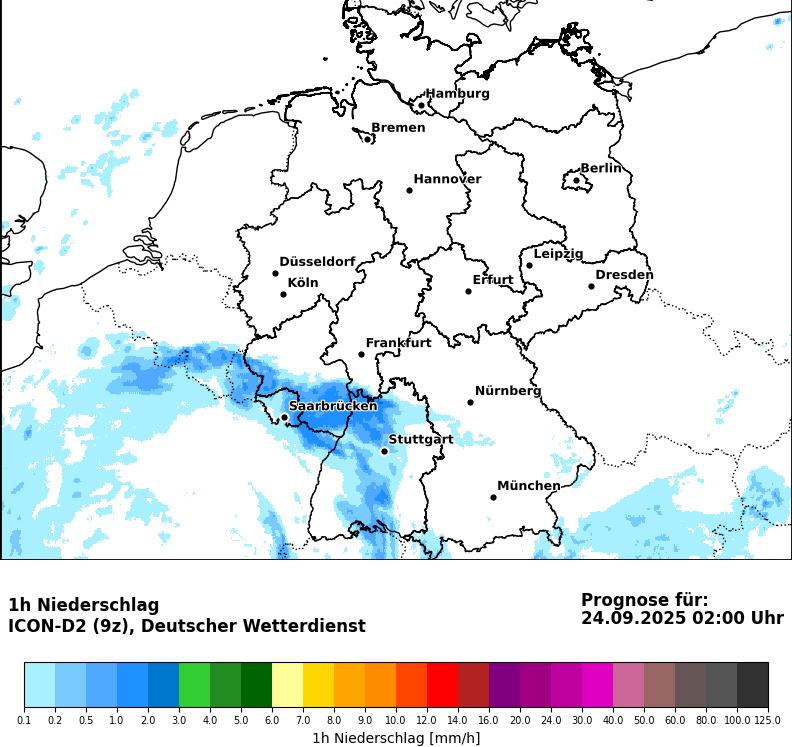 Hamburg
Bremen
Berlin
Hannover
Leipzig
Düsseldorf
Dresden
Köln
Erfurt
Frankfurt
Nürnberg
Saarbrücken
Stuttgart
München
1h Niederschlag
ICON-D2 (9z), Deutscher Wetterdienst
Prognose für:
24.09.2025 02:00 Uhr
0.1 0.2 0.5 1.0 2.0 3.0 4.0 5.0 6.0 7.0 8.0 9.0 10.0 12.0 14.0 16.0 20.0 24.0 30.0 40.0 50.0 60.0 80.0 100.0 125.0
1h Niederschlag [mm/h]